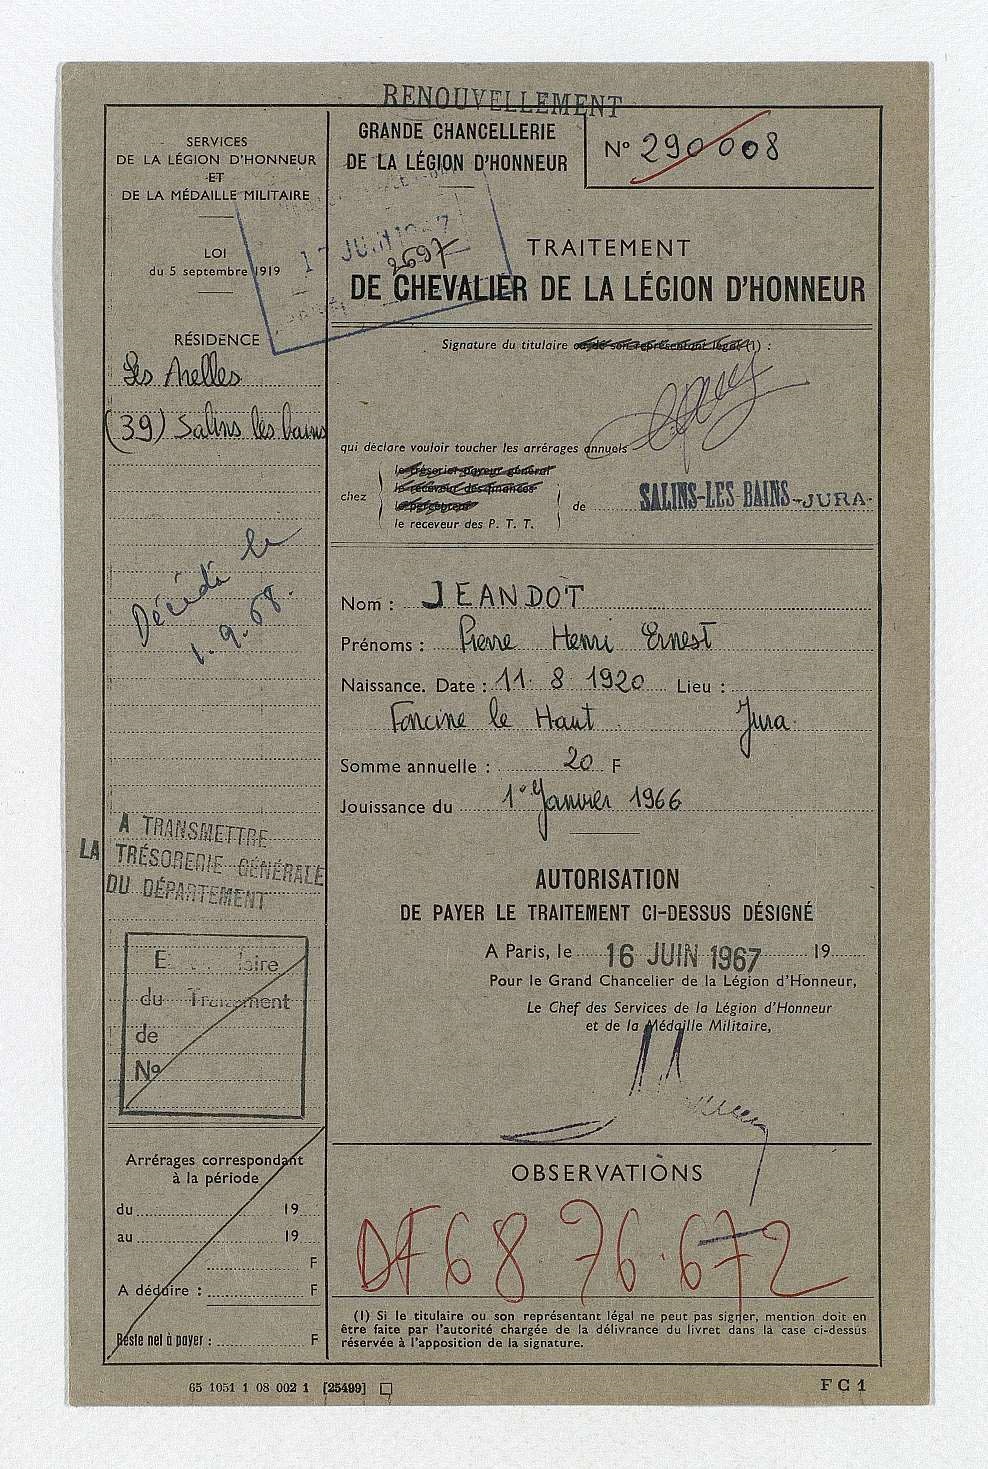 RENOUVELLEMENT
SERVICES
DE LA LÉGION D'HONNEUR
ET
DE LA MÉDAILLE MILITAIRE
LOI
du 5 septembre 1919
GRANDE CHANCELLERIE
DE LA LÉGION D'HONNEUR
N° 290008
17 JUIN 1967
2697
TRAITEMENT
DE CHEVALIER DE LA LÉGION D'HONNEUR
RÉSIDENCE
Les Arelles
(39) Salins les bains
Décédé le
1.9.68.
A TRANSMETTRE
LA TRÉSORERIE GÉNÉRALE
DU DÉPARTEMENT
du Traitement
de
N°
Arrérages correspondant
à la période
du 19
au 19
F
A déduire : F
Reste net à payer : F
Signature du titulaire ou de son représentant légal (1) :
qui déclare vouloir toucher les arrérages annuels
chez
le trésorier payeur général
le receveur des finances
le percepteur
le receveur des P. T. T.
de SALINS-LES-BAINS-JURA-
Nom : JEANDOT
Prénoms : Pierre Henri Ernest
Naissance. Date : 11 8 1920 Lieu :
Foncine le Haut Jura
Somme annuelle : 20 F
Jouissance du 1er Janvier 1966
AUTORISATION
DE PAYER LE TRAITEMENT CI-DESSUS DÉSIGNÉ
A Paris, le 16 JUIN 1967 19
Pour le Grand Chancelier de la Légion d'Honneur,
Le Chef des Services de la Légion d'Honneur
et de la Médaille Militaire,
OBSERVATIONS
DF 68 76.672
(1) Si le titulaire ou son représentant légal ne peut pas signer, mention doit en
être faite par l'autorité chargée de la délivrance du livret dans la case ci-dessus
réservée à l'apposition de la signature.
65 1051 1 08 002 1 [25499]
F C 1